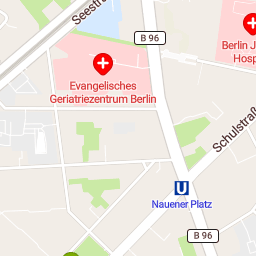 Seestr
B 96
Berlin J
Hosp
Evangelisches
Geriatriezentrum Berlin
Schulstraß
U
Nauener Platz
B 96